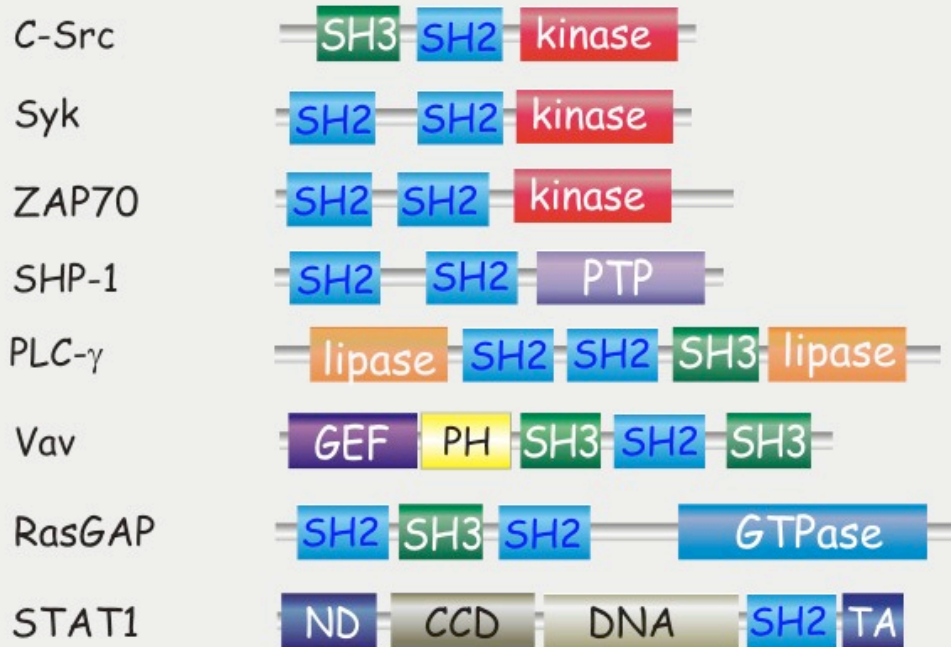 C-Src SH3 SH2 kinase
Syk SH2 SH2 kinase
ZAP70 SH2 SH2 kinase
SHP-1 SH2 SH2 PTP
PLC-γ lipase SH2 SH2 SH3 lipase
Vav GEF PH SH3 SH2 SH3
RasGAP SH2 SH3 SH2 GTPase
STAT1 ND CCD DNA SH2 TA